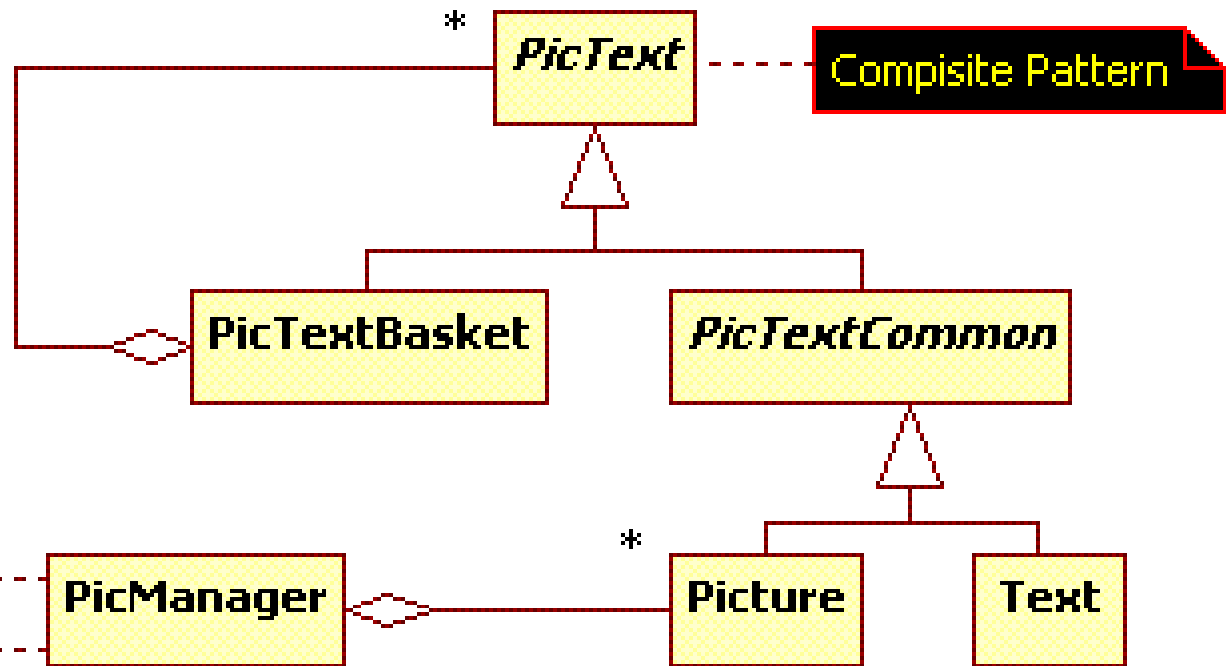 *
PicText
Compisite Pattern
PicTextBasket
PicTextCommon
*
PicManager
Picture
Text